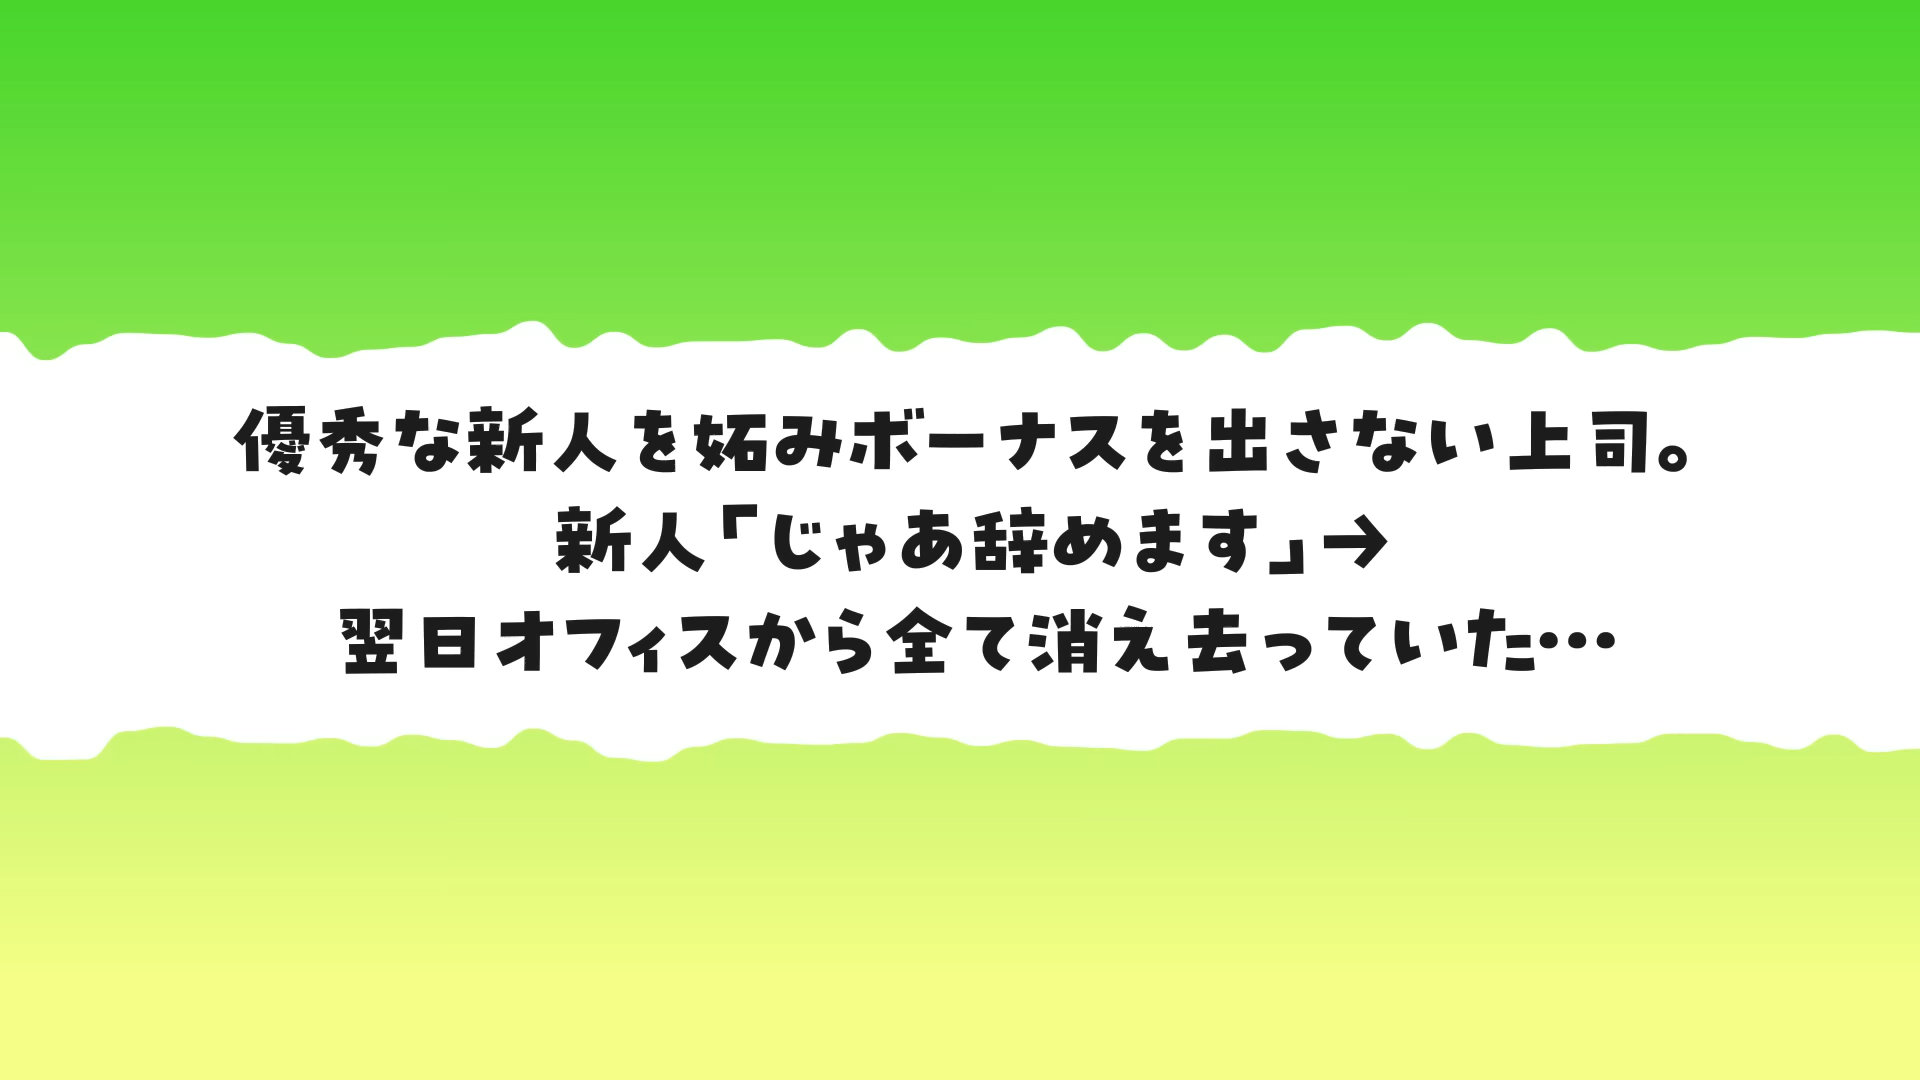 優秀な新人を妬みボーナスを出さない上司。
新人「じゃあ辞めます」→
翌日オフィスから全て消え去っていた…